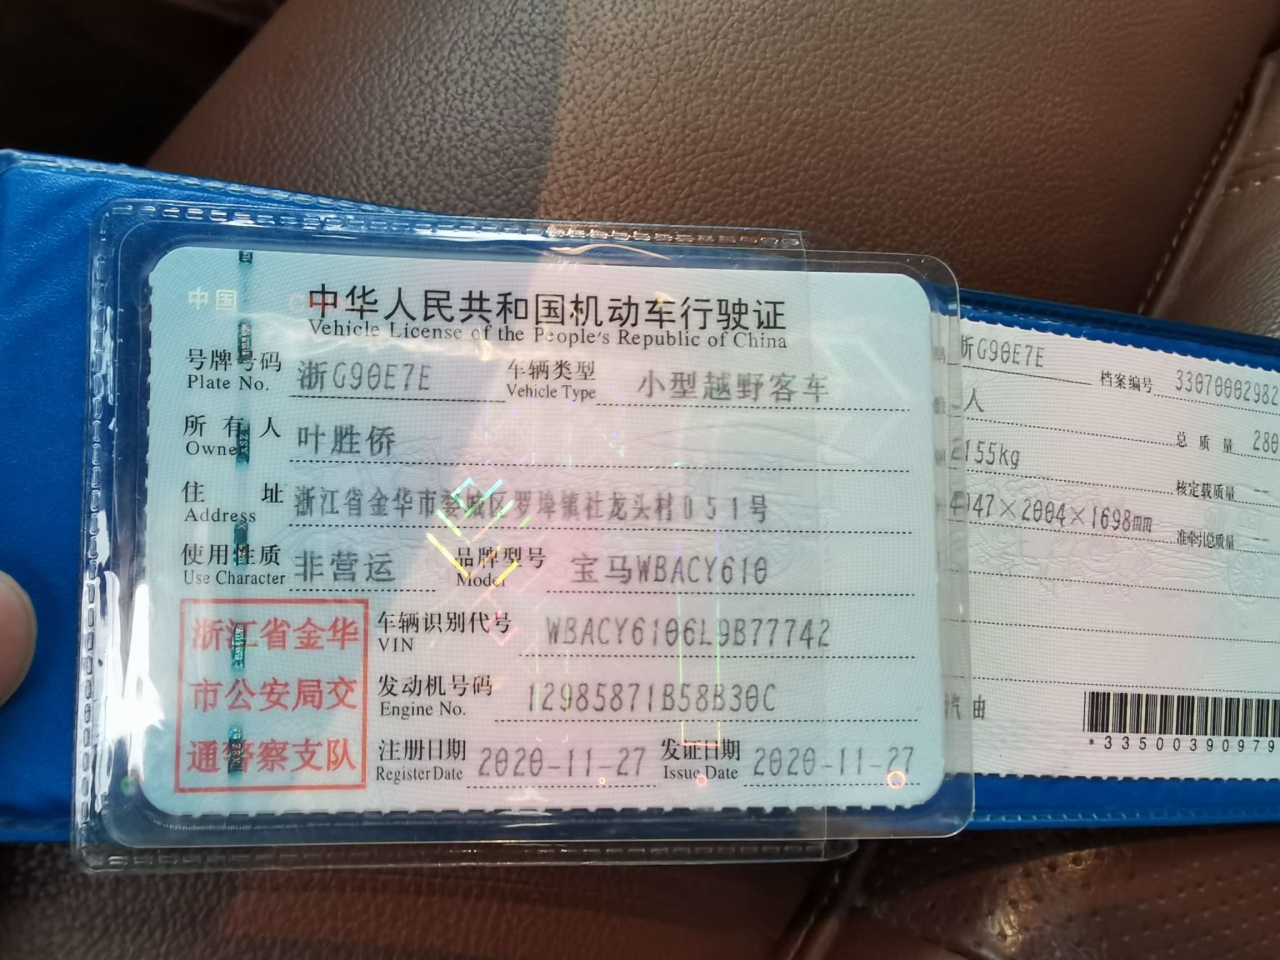 中国
中华人民共和国机动车行驶证
Vehicle License of the People's Republic of China
号牌号码 浙G90E7E 车辆类型 小型越野客车
Plate No. Vehicle Type
所有人 叶胜侨
Owner
住址 浙江省金华市婺城区罗埠镇社龙头村051号
Address
使用性质 非营运 品牌型号 宝马WBACY610
Use Character Model
浙江省金华
市公安局交
通警察支队
车辆识别代号 WBACY6106L9B77742
VIN
发动机号码 12985871B58B30C
Engine No.
注册日期 2020-11-27 发证日期 2020-11-27
Register Date Issue Date
浙G90E7E 档案编号 33070002982
人 总质量 280
155kg 核定载质量 --
4947×2004×1698mm 准牵引总质量 --
汽由
*33500390979